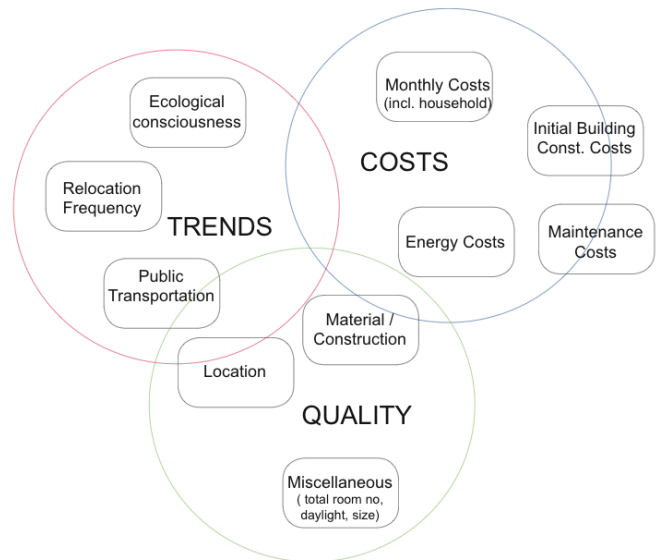 Ecological
consciousness
Monthly Costs
(incl. household)
Initial Building
Const. Costs
COSTS
Relocation
Frequency
TRENDS
Energy Costs
Maintenance
Costs
Public
Transportation
Material /
Construction
Location
QUALITY
Miscellaneous
( total room no,
daylight, size)